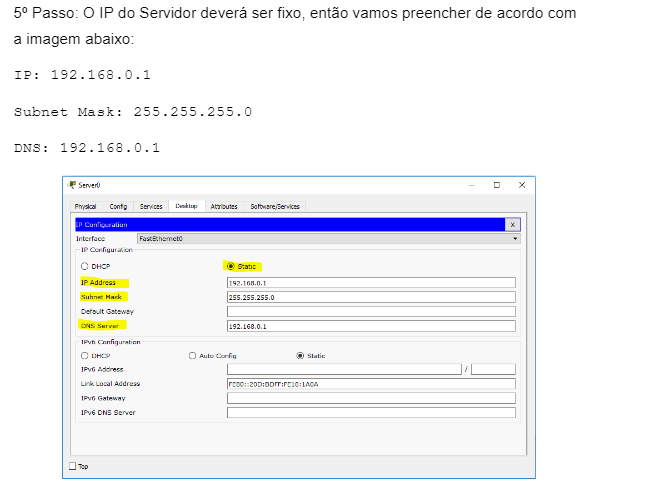 5º Passo: O IP do Servidor deverá ser fixo, então vamos preencher de acordo com
a imagem abaixo:
IP: 192.168.0.1
Subnet Mask: 255.255.255.0
DNS: 192.168.0.1
Server0
Physical Config Services Desktop Attributes Software/Services
IP Configuration X
Interface FastEthernet0
IP Configuration
DHCP Static
IP Address 192.168.0.1
Subnet Mask 255.255.255.0
Default Gateway
DNS Server 192.168.0.1
IPv6 Configuration
DHCP Auto Config Static
IPv6 Address /
Link Local Address FE80::20D:BDFF:FE18:1A0A
IPv6 Gateway
IPv6 DNS Server
Top